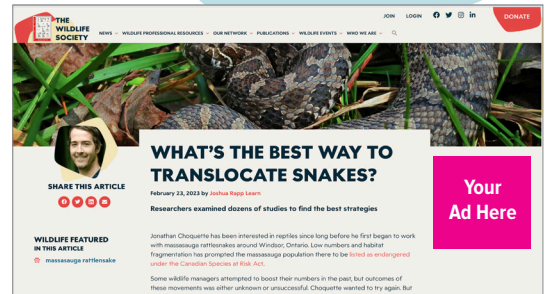 JOIN LOGIN
DONATE
THE
WILDLIFE
SOCIETY
NEWS WILDLIFE PROFESSIONAL RESOURCES OUR NETWORK PUBLICATIONS WILDLIFE EVENTS WHO WE ARE
SHARE THIS ARTICLE
WILDLIFE FEATURED
IN THIS ARTICLE
massasauga rattlensake
WHAT'S THE BEST WAY TO
TRANSLOCATE SNAKES?
February 23, 2023 by Joshua Rapp Learn
Researchers examined dozens of studies to find the best strategies
Jonathan Choquette has been interested in reptiles since long before he first began to work
with massasauga rattlesnakes around Windsor, Ontario. Low numbers and habitat
fragmentation has prompted the massasauga population there to be listed as endangered
under the Canadian Species at Risk Act.
Some wildlife managers attempted to boost their numbers in the past, but outcomes of
these movements was either unknown or unsuccessful. Choquette wanted to try again. But
Your
Ad Here